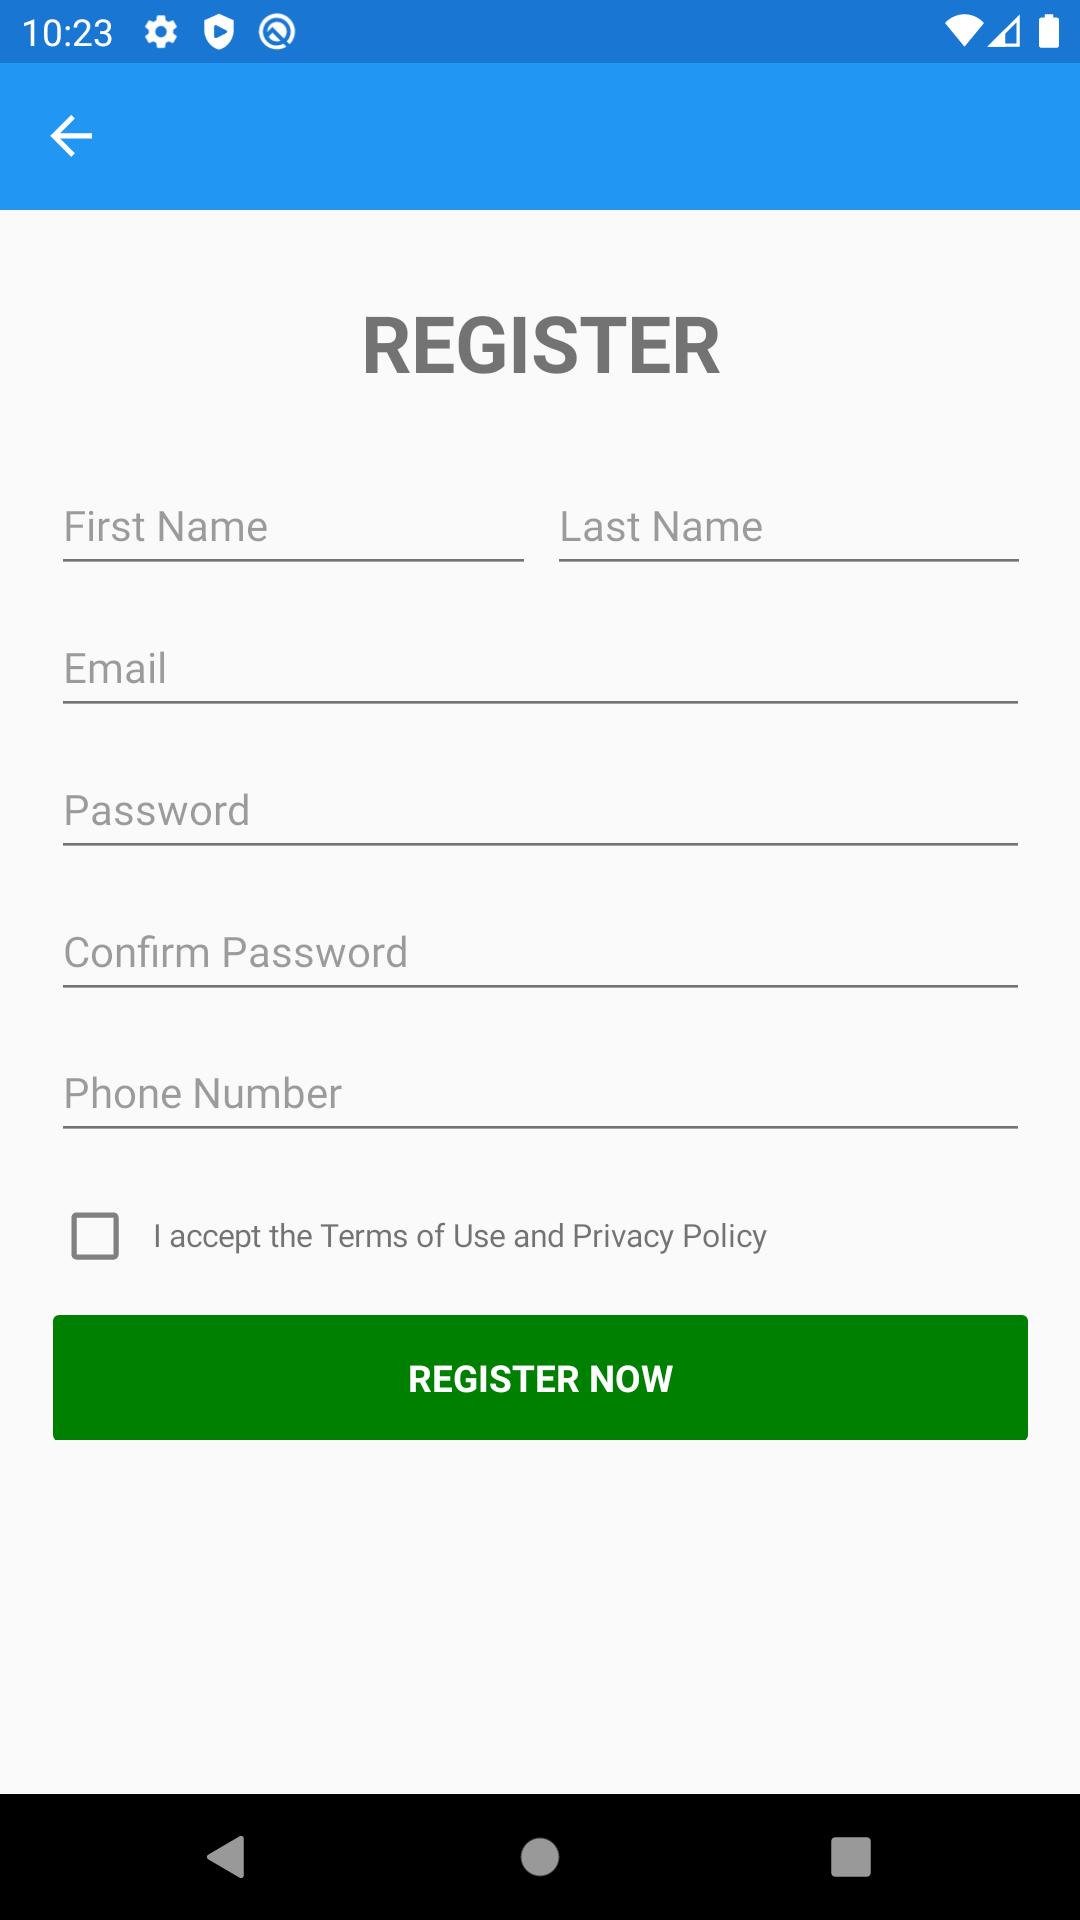 10:23
REGISTER
First Name Last Name
Email
Password
Confirm Password
Phone Number
I accept the Terms of Use and Privacy Policy
REGISTER NOW